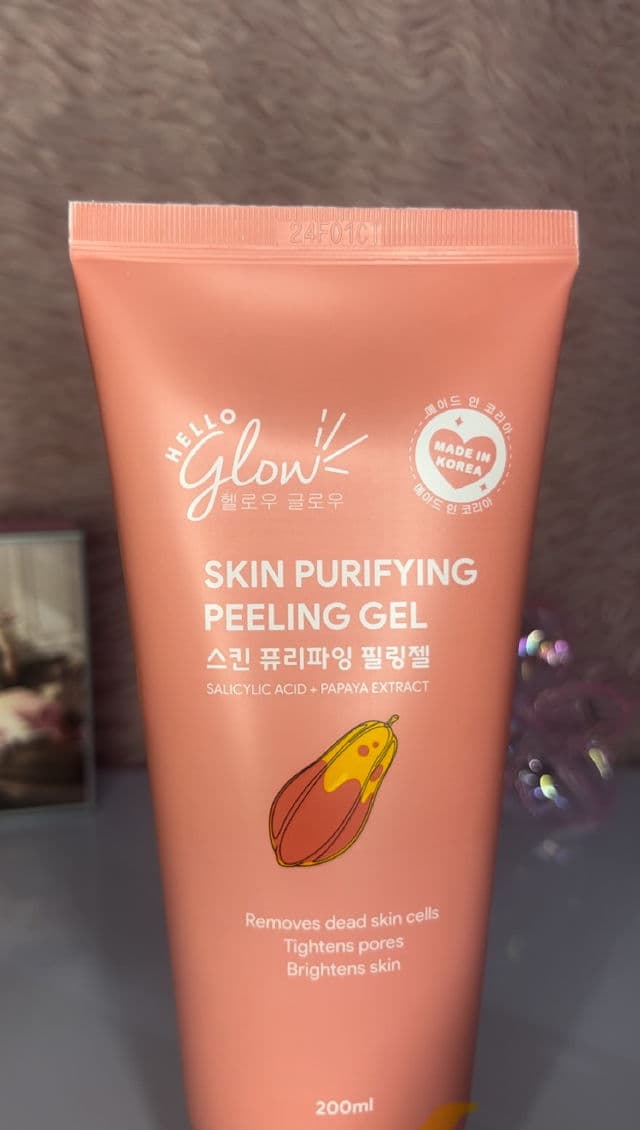 24F01C1
HELLO
Glow
헬로우 글로우
메이드 인 코리아
MADE IN
KOREA
메이드 인 코리아
SKIN PURIFYING
PEELING GEL
스킨 퓨리파잉 필링젤
SALICYLIC ACID + PAPAYA EXTRACT
Removes dead skin cells
Tightens pores
Brightens skin
200ml